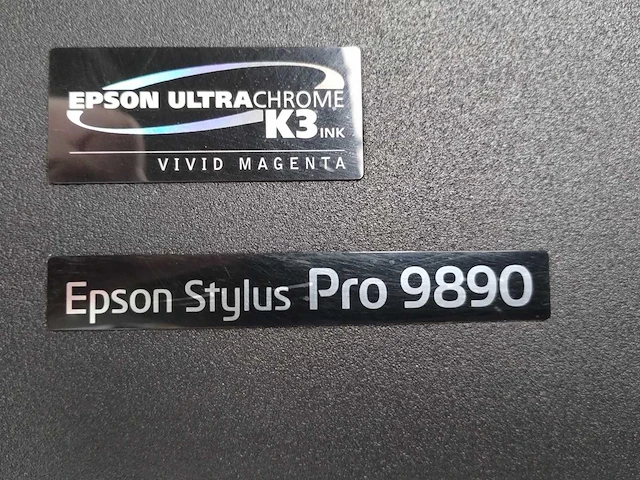 EPSON ULTRACHROME
K3 INK
VIVID MAGENTA
Epson Stylus Pro 9890